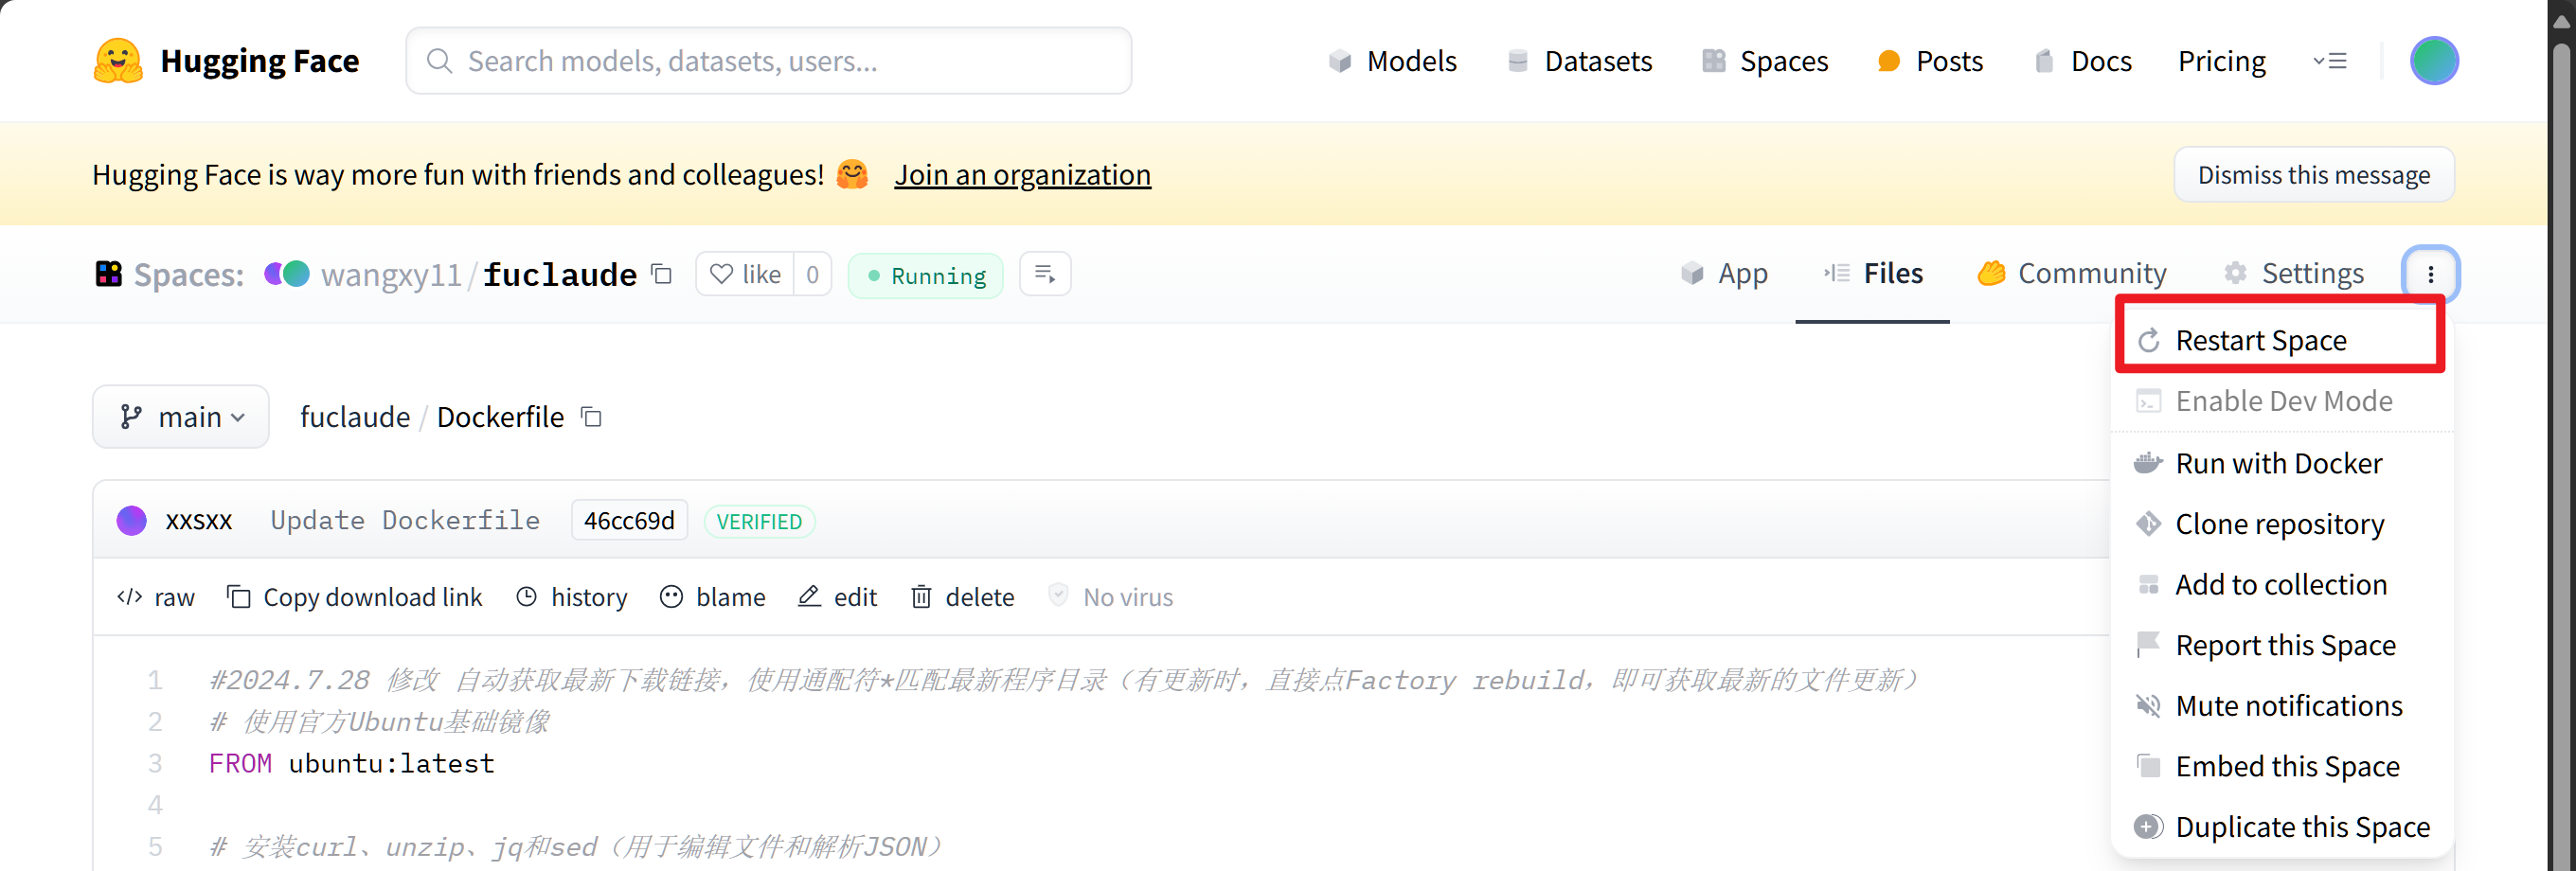 Hugging Face
Search models, datasets, users...
Models
Datasets
Spaces
Posts
Docs
Pricing
Hugging Face is way more fun with friends and colleagues! 🤗 Join an organization
Dismiss this message
Spaces: wangxy11/fuclaude
like 0
Running
App
Files
Community
Settings
Restart Space
Enable Dev Mode
Run with Docker
Clone repository
Add to collection
Report this Space
Mute notifications
Embed this Space
Duplicate this Space
main
fuclaude / Dockerfile
xxsxx Update Dockerfile 46cc69d VERIFIED
</> raw
Copy download link
history
blame
edit
delete
No virus
1 #2024.7.28 修改 自动获取最新下载链接，使用通配符*匹配最新程序目录（有更新时，直接点Factory rebuild，即可获取最新的文件更新）
2 # 使用官方Ubuntu基础镜像
3 FROM ubuntu:latest
4
5 # 安装curl、unzip、jq和sed（用于编辑文件和解析JSON）